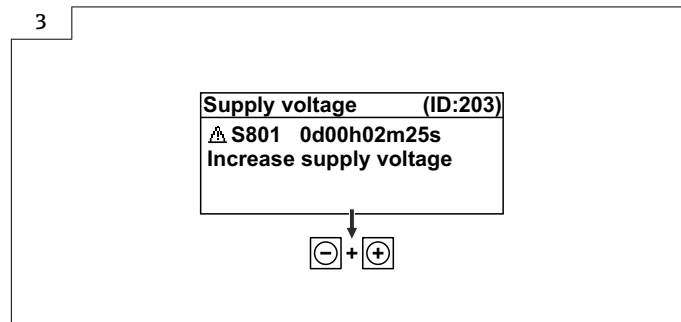 3
Supply voltage (ID:203)
⚠ S801 0d00h02m25s
Increase supply voltage
⊖ + ⊕